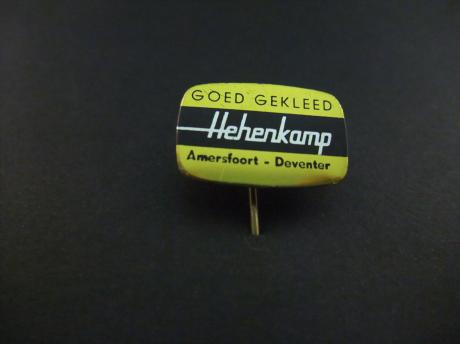 GOED GEKLEED
Hehenkamp
Amersfoort - Deventer